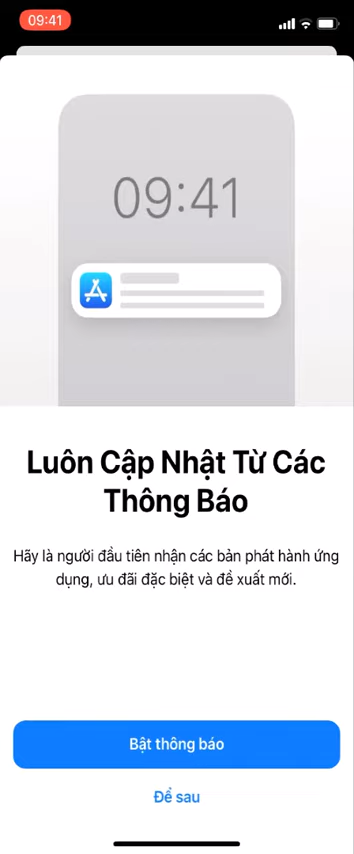 09:41
09:41
Luôn Cập Nhật Từ Các
Thông Báo
Hãy là người đầu tiên nhận các bản phát hành ứng
dụng, ưu đãi đặc biệt và đề xuất mới.
Bật thông báo
Để sau